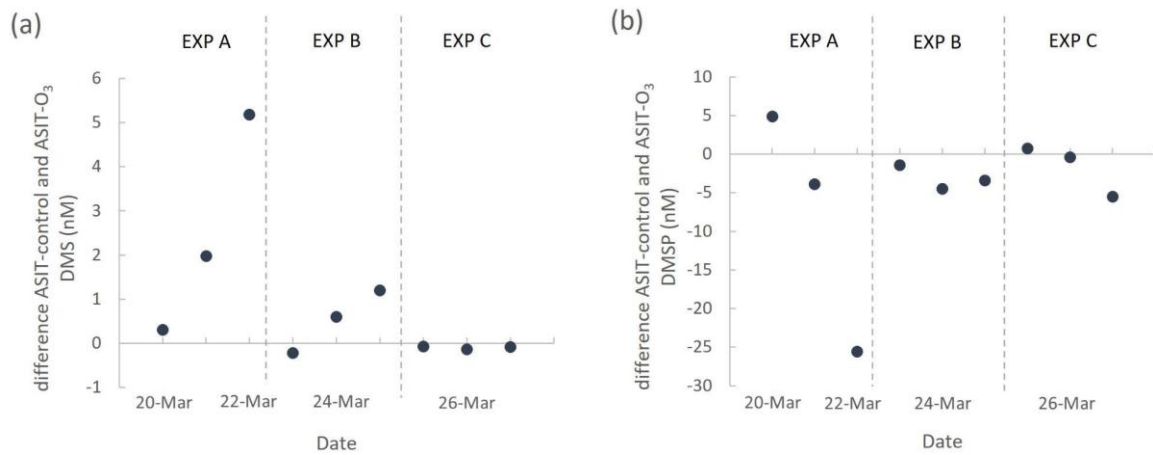 (a)
EXP A EXP B EXP C
difference ASIT-control and ASIT-O₃
DMS (nM)
6
5
4
3
2
1
0
-1
20-Mar 22-Mar 24-Mar 26-Mar
Date
(b)
EXP A EXP B EXP C
difference ASIT-control and ASIT-O₃
DMSP (nM)
10
5
0
-5
-10
-15
-20
-25
-30
20-Mar 22-Mar 24-Mar 26-Mar
Date